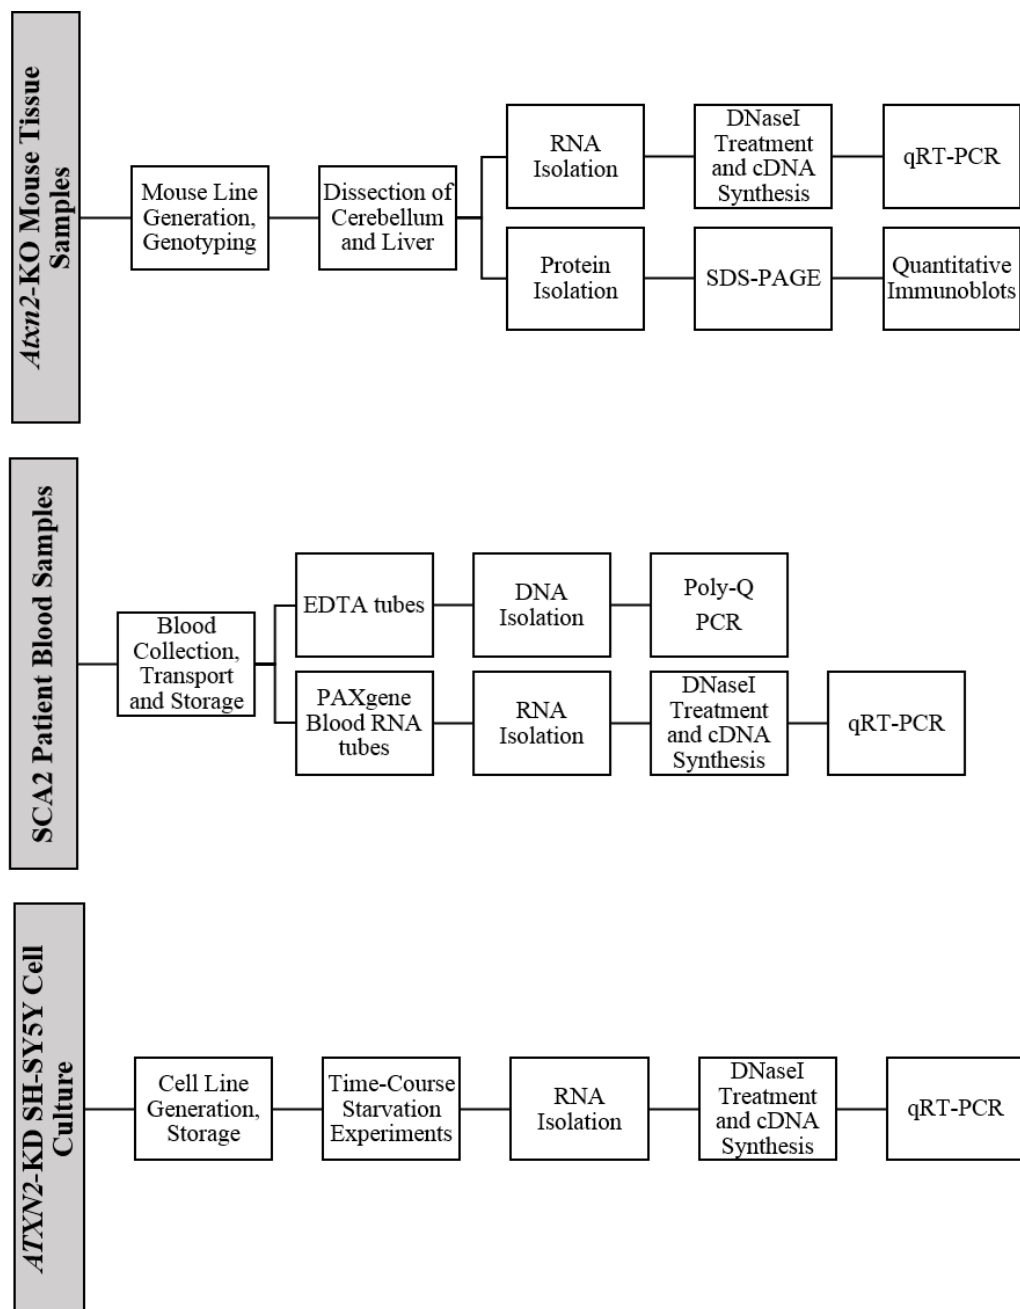 Atxn2-KO Mouse Tissue
Samples
Mouse Line
Generation,
Genotyping
Dissection of
Cerebellum
and Liver
RNA
Isolation
DNaseI
Treatment
and cDNA
Synthesis
qRT-PCR
Protein
Isolation
SDS-PAGE
Quantitative
Immunoblots
SCA2 Patient Blood Samples
Blood
Collection,
Transport
and Storage
EDTA tubes
DNA
Isolation
Poly-Q
PCR
PAXgene
Blood RNA
tubes
RNA
Isolation
DNaseI
Treatment
and cDNA
Synthesis
qRT-PCR
ATXN2-KD SH-SY5Y Cell
Culture
Cell Line
Generation,
Storage
Time-Course
Starvation
Experiments
RNA
Isolation
DNaseI
Treatment
and cDNA
Synthesis
qRT-PCR